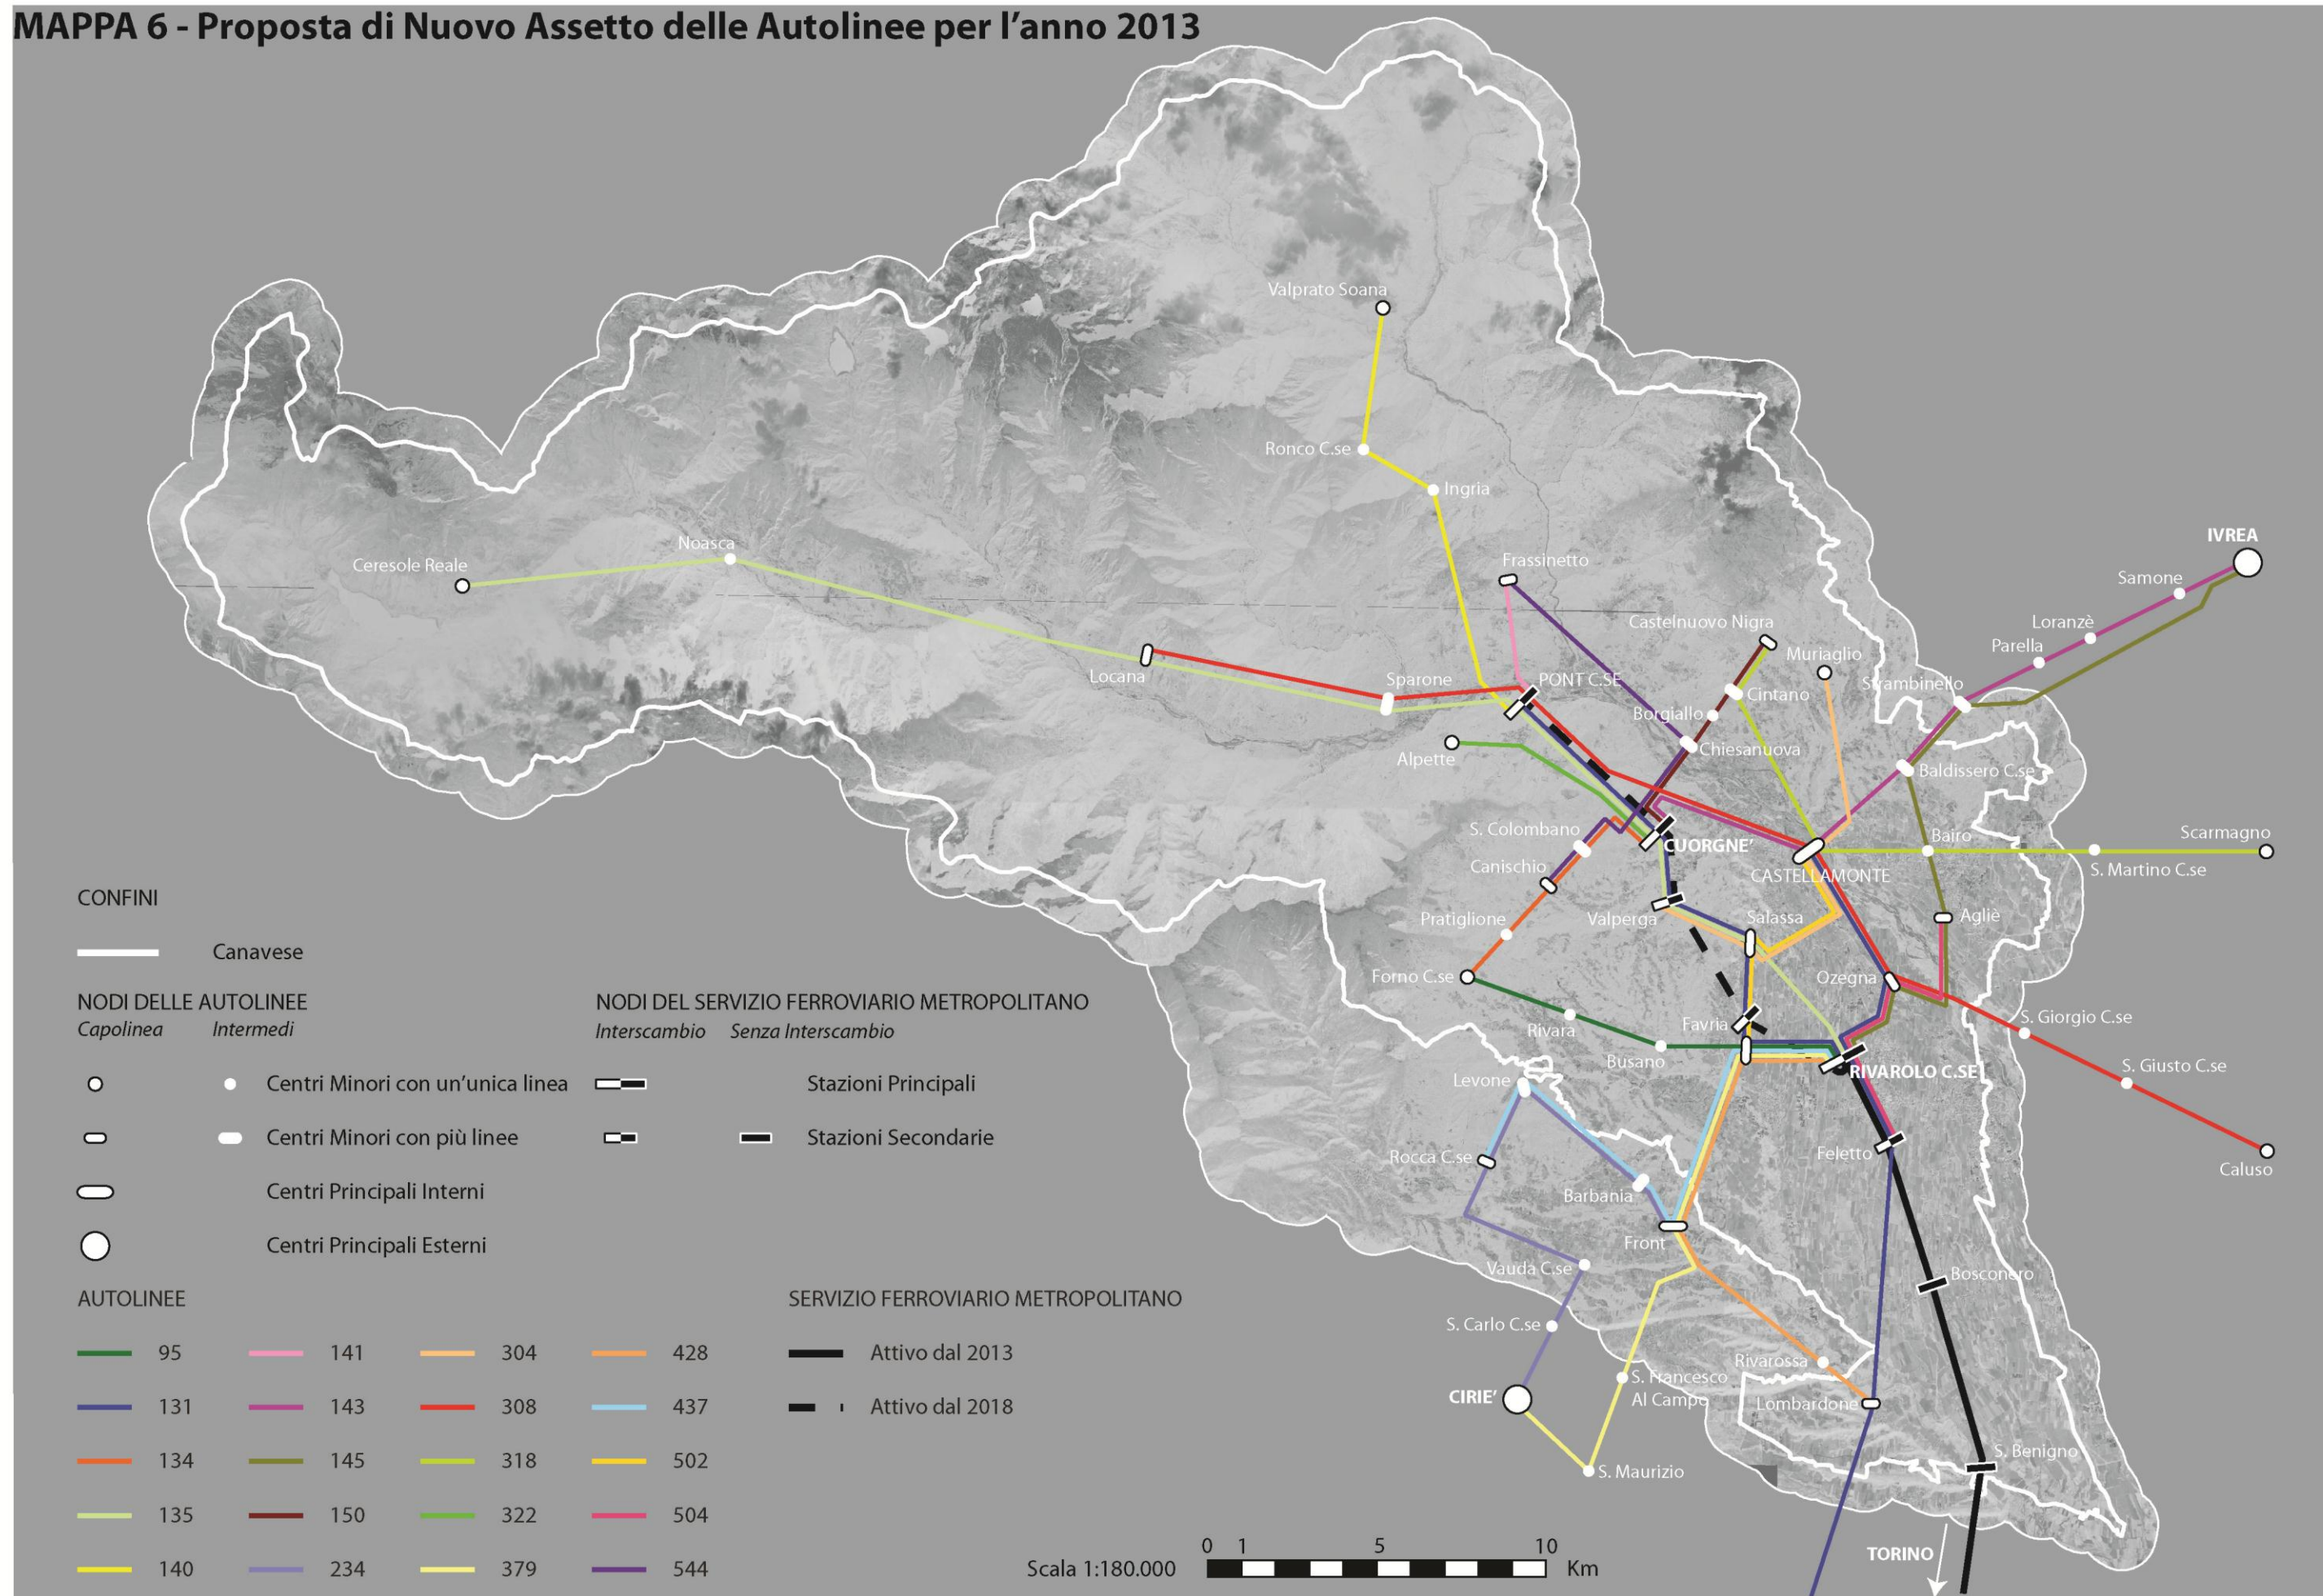 MAPPA 6 - Proposta di Nuovo Assetto delle Autolinee per l'anno 2013
Valprato Soana
Ronco C.se
Ingria
IVREA
Noasca
Ceresole Reale
Frassinetto
Samone
Castelnuovo Nigra
Loranzè
Muriaglio
Parella
Locana
Sparone
PONT C.SE
Strambinello
Cintano
Borgiallo
Chiesanuova
Alpette
Baldissero C.se
S. Colombano
CUORGNE'
Bairo
Scarmagno
Canischio
CASTELLAMONTE
S. Martino C.se
Pratiglione
Valperga
Salassa
Agliè
Forno C.se
Ozegna
Rivara
Favria
S. Giorgio C.se
Busano
RIVAROLO C.SE
S. Giusto C.se
Levone
Rocca C.se
Feletto
Caluso
Barbania
Front
Vauda C.se
Bosconero
S. Carlo C.se
Rivarossa
S. Francesco
Al Campo
CIRIE'
Lombardone
S. Maurizio
S. Benigno
TORINO
CONFINI
Canavese
NODI DELLE AUTOLINEE
Capolinea Intermedi
Centri Minori con un'unica linea
Centri Minori con più linee
Centri Principali Interni
Centri Principali Esterni
NODI DEL SERVIZIO FERROVIARIO METROPOLITANO
Interscambio Senza Interscambio
Stazioni Principali
Stazioni Secondarie
AUTOLINEE
95 141 304 428
131 143 308 437
134 145 318 502
135 150 322 504
140 234 379 544
SERVIZIO FERROVIARIO METROPOLITANO
Attivo dal 2013
Attivo dal 2018
Scala 1:180.000
0 1 5 10
Km